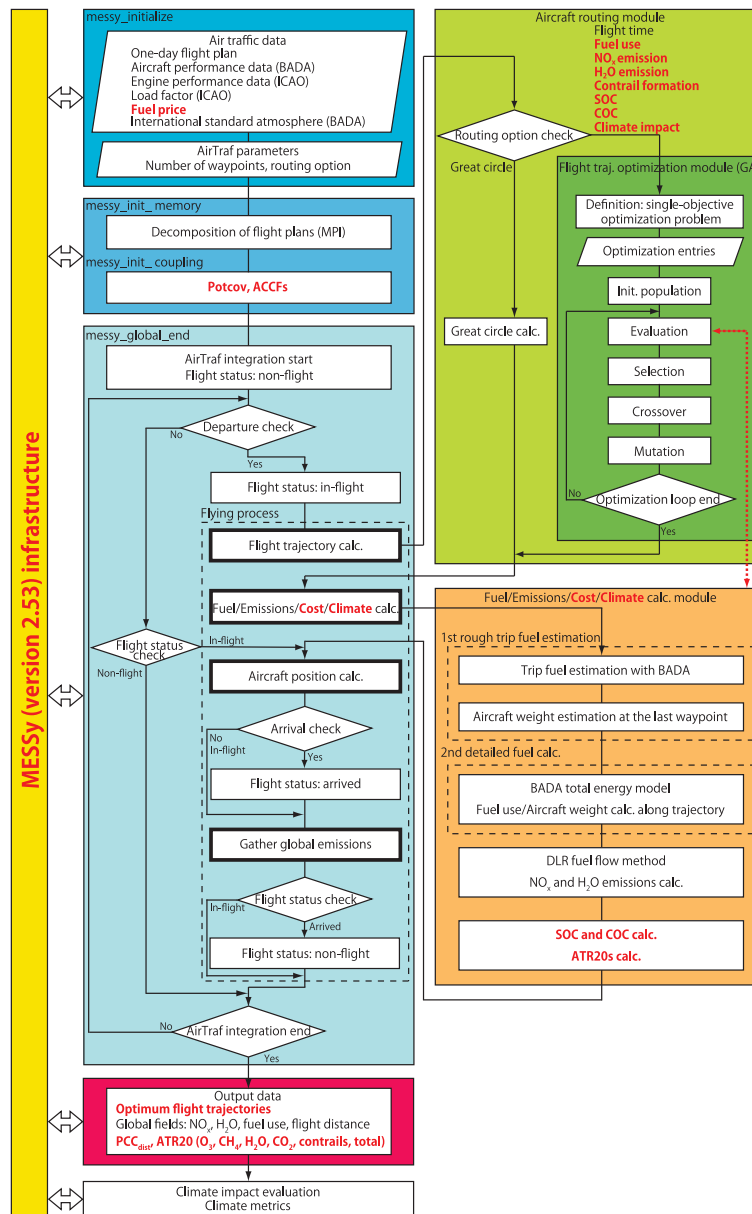 MESSy (version 2.53) infrastructure
messy_initialize
Air traffic data
One-day flight plan
Aircraft performance data (BADA)
Engine performance data (ICAO)
Load factor (ICAO)
Fuel price
International standard atmosphere (BADA)
AirTraf parameters
Number of waypoints, routing option
messy_init_ memory
Decomposition of flight plans (MPI)
messy_init_ coupling
Potcov, ACCFs
messy_global_end
AirTraf integration start
Flight status: non-flight
Departure check
No
Yes
Flight status: in-flight
Flying process
Flight trajectory calc.
Fuel/Emissions/Cost/Climate calc.
Flight status
check
In-flight
Non-flight
Aircraft position calc.
Arrival check
No
In-flight
Yes
Flight status: arrived
Gather global emissions
Flight status check
In-flight
Arrived
Flight status: non-flight
AirTraf integration end
No
Yes
Output data
Optimum flight trajectories
Global fields: NOx, H2O, fuel use, flight distance
PCCdist, ATR20 (O3, CH4, H2O, CO2, contrails, total)
Climate impact evaluation
Climate metrics
Aircraft routing module
Flight time
Fuel use
NOx emission
H2O emission
Contrail formation
SOC
COC
Climate impact
Routing option check
Great circle
Great circle calc.
Flight traj. optimization module (GA
Definition: single-objective
optimization problem
Optimization entries
Init. population
Evaluation
Selection
Crossover
Mutation
Optimization loop end
No
Yes
Fuel/Emissions/Cost/Climate calc. module
1st rough trip fuel estimation
Trip fuel estimation with BADA
Aircraft weight estimation at the last waypoint
2nd detailed fuel calc.
BADA total energy model
Fuel use/Aircraft weight calc. along trajectory
DLR fuel flow method
NOx and H2O emissions calc.
SOC and COC calc.
ATR20s calc.